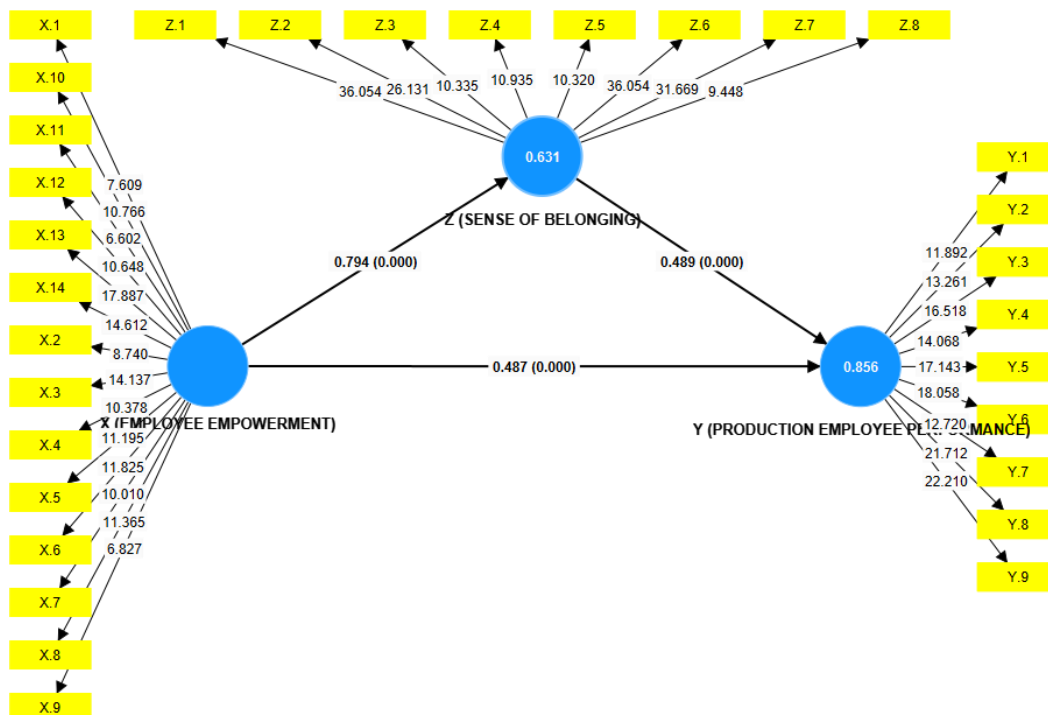 X.1
Z.1
Z.2
Z.3
Z.4
Z.5
Z.6
Z.7
Z.8
X.10
X.11
X.12
X.13
X.14
X.2
X.3
X.4
X.5
X.6
X.7
X.8
X.9
36.054
26.131
10.335
10.935
10.320
36.054
31.669
9.448
0.631
Z (SENSE OF BELONGING)
7.609
10.766
6.602
10.648
17.887
14.612
8.740
14.137
10.378
11.195
11.825
10.010
11.365
6.827
X (EMPLOYEE EMPOWERMENT)
0.794 (0.000)
0.489 (0.000)
0.487 (0.000)
0.856
Y (PRODUCTION EMPLOYEE
11.892
13.261
16.518
14.068
17.143
18.058
12.720
21.712
22.210
Y.1
Y.2
Y.3
Y.4
Y.5
Y.6
Y.7
Y.8
Y.9